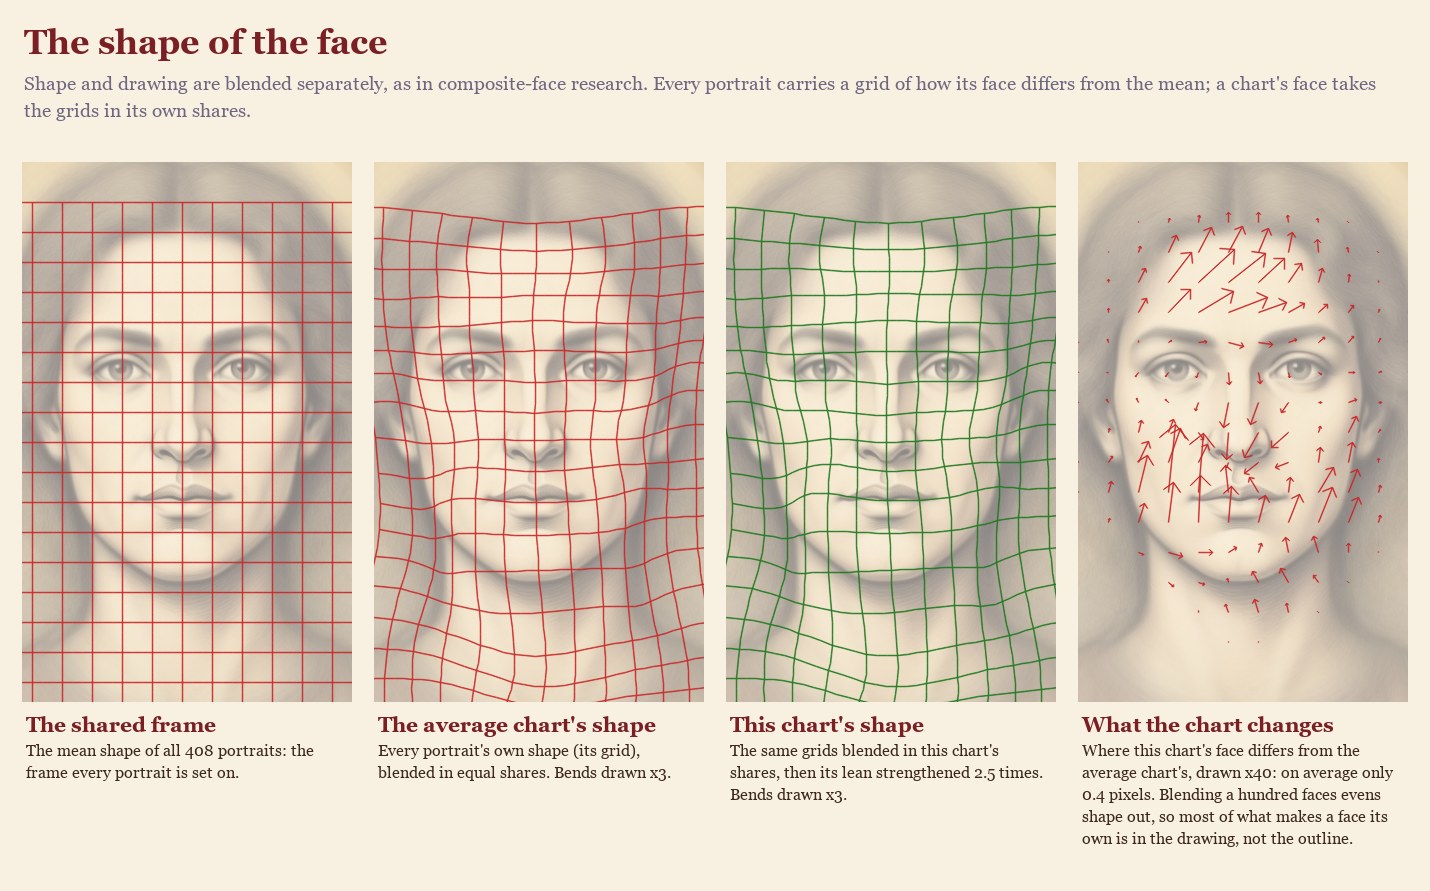 The shape of the face
Shape and drawing are blended separately, as in composite-face research. Every portrait carries a grid of how its face differs from the mean; a chart's face takes
the grids in its own shares.
The shared frame
The mean shape of all 408 portraits: the
frame every portrait is set on.
The average chart's shape
Every portrait's own shape (its grid),
blended in equal shares. Bends drawn x3.
This chart's shape
The same grids blended in this chart's
shares, then its lean strengthened 2.5 times.
Bends drawn x3.
What the chart changes
Where this chart's face differs from the
average chart's, drawn x40: on average only
0.4 pixels. Blending a hundred faces evens
shape out, so most of what makes a face its
own is in the drawing, not the outline.